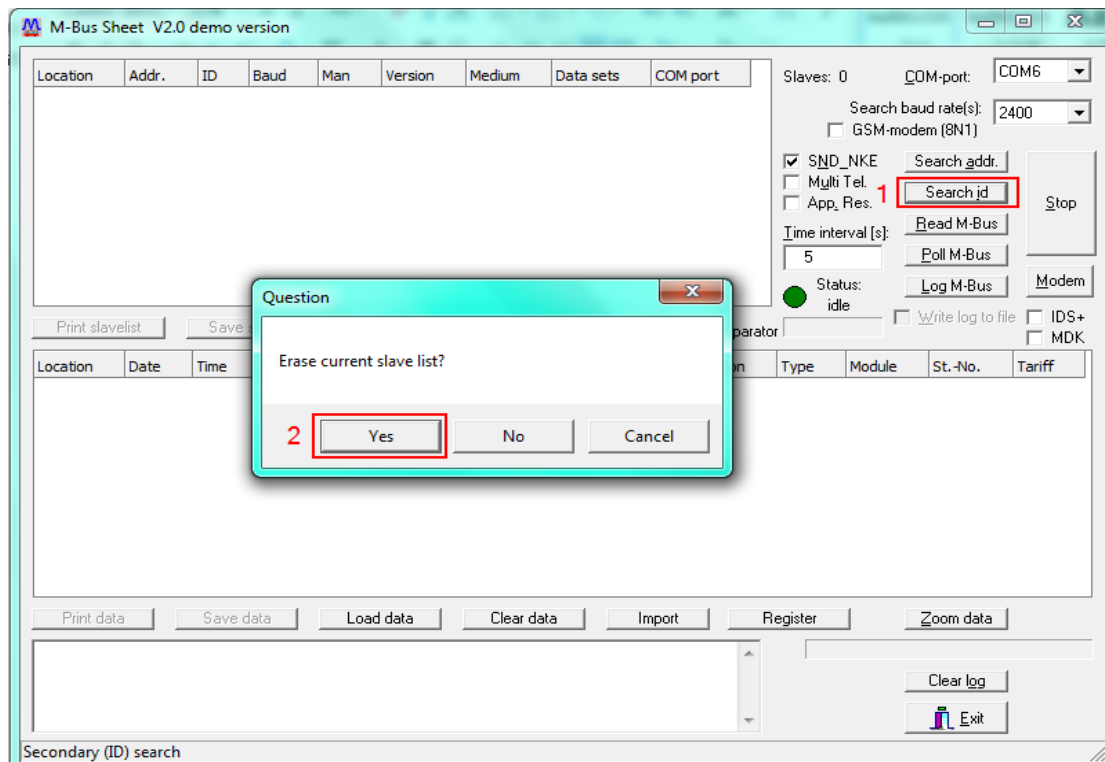 M-Bus Sheet V2.0 demo version
Location Addr. ID Baud Man Version Medium Data sets COM port
Slaves: 0 COM-port: COM6
Search baud rate(s): 2400
GSM-modem (8N1)
SND_NKE Search addr.
Multi Tel. 1 Search id Stop
App. Res.
Time interval [s]: Read M-Bus
5 Poll M-Bus
Status: Log M-Bus Modem
idle
Write log to file IDS+
MDK
Print slavelist Save parator
Question
Erase current slave list?
2 Yes No Cancel
Location Date Time Type Module St.-No. Tariff
Print data Save data Load data Clear data Import Register Zoom data
Clear log
Exit
Secondary (ID) search